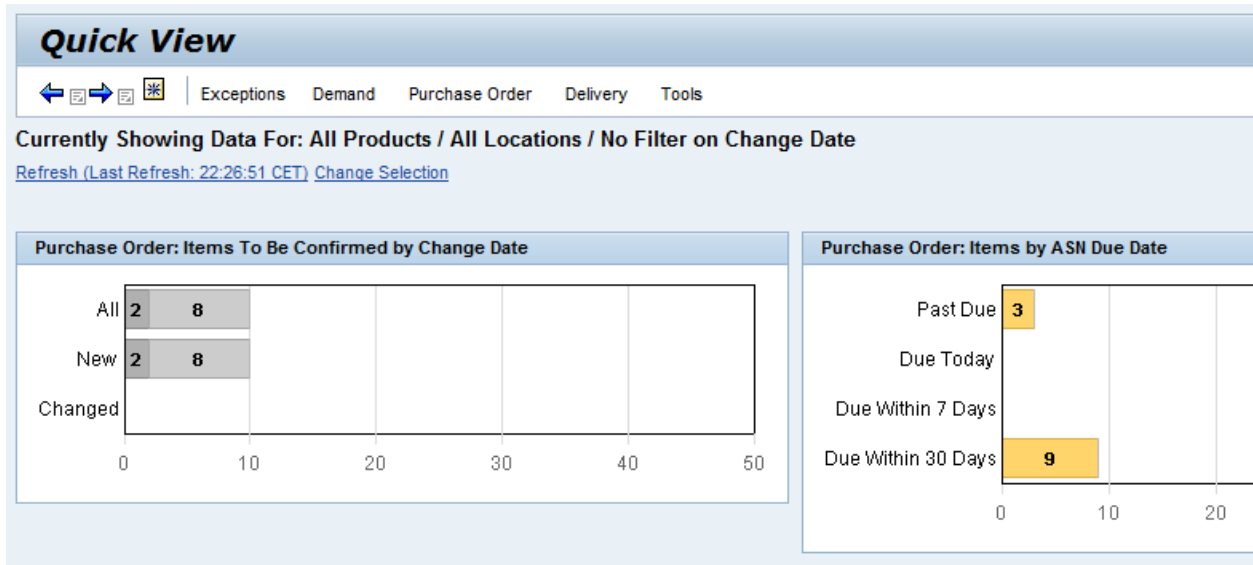 Quick View
Exceptions Demand Purchase Order Delivery Tools
Currently Showing Data For: All Products / All Locations / No Filter on Change Date
Refresh (Last Refresh: 22:26:51 CET) Change Selection
Purchase Order: Items To Be Confirmed by Change Date
All 2 8
New 2 8
Changed
0 10 20 30 40 50
Purchase Order: Items by ASN Due Date
Past Due 3
Due Today
Due Within 7 Days
Due Within 30 Days 9
0 10 20